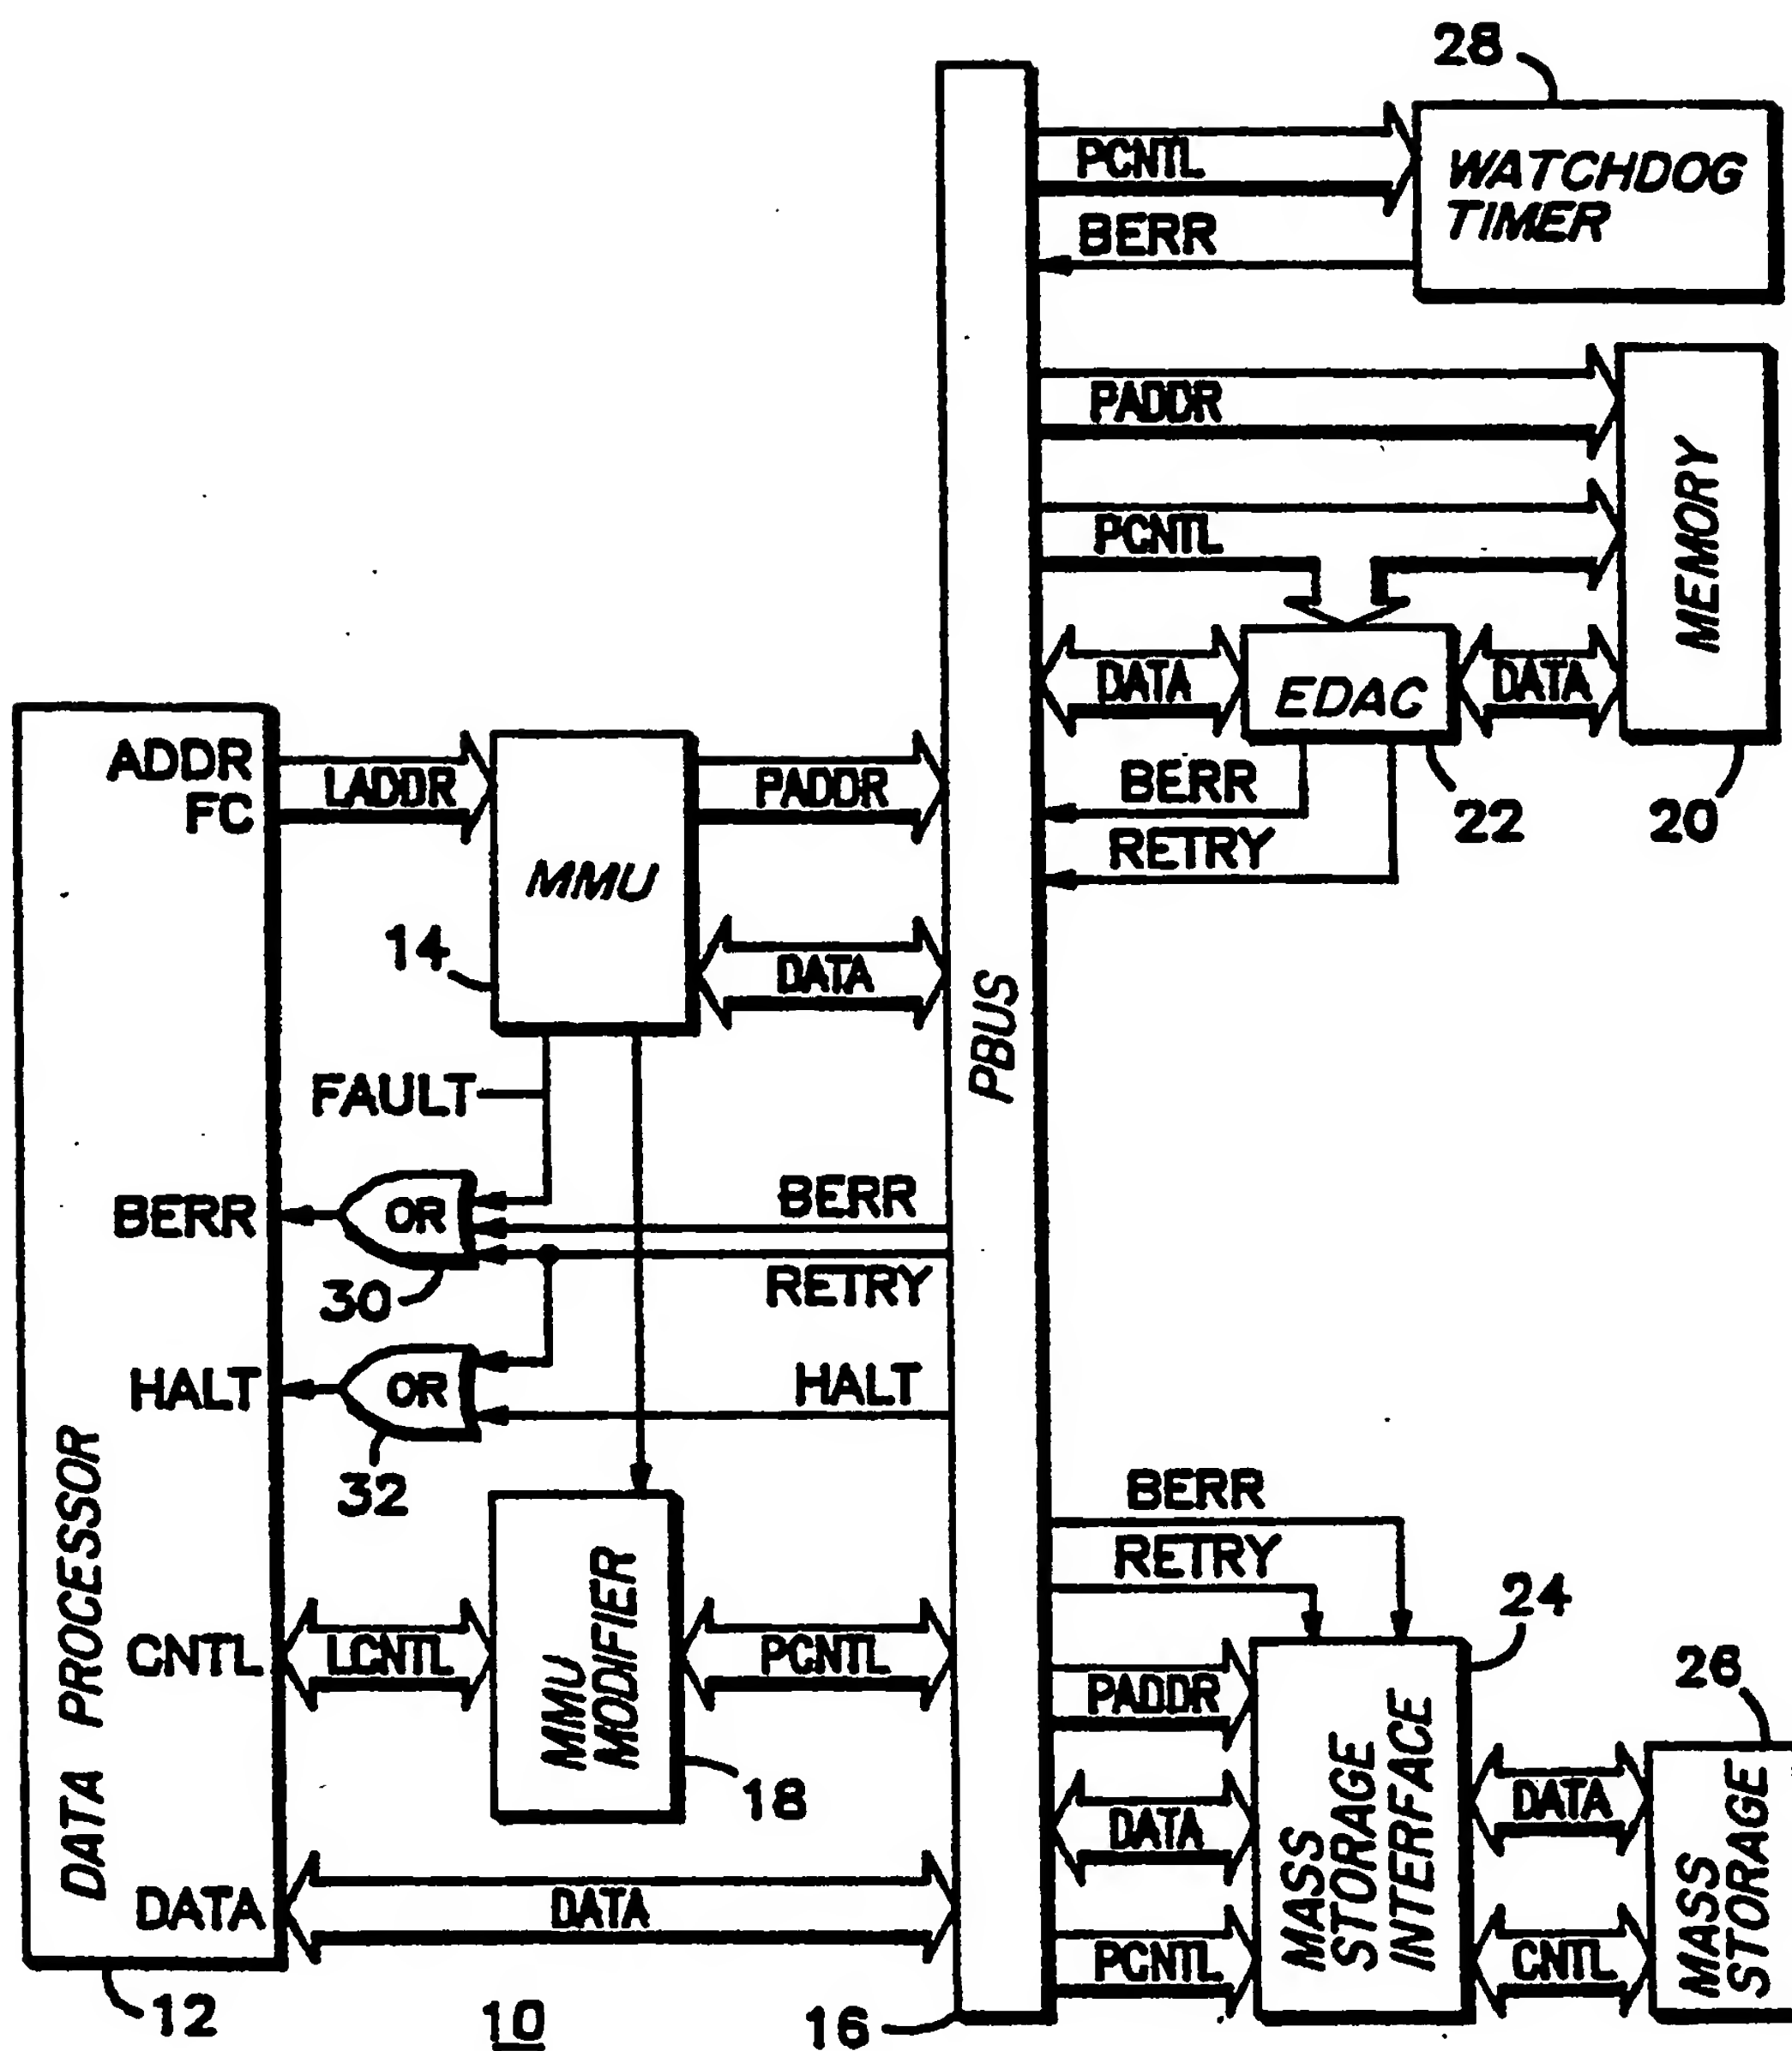 28
PCNTL
WATCHDOG
TIMER
BERR
PADDR
MEMORY
PCNTL
DATA
EDAC
DATA
BERR
22
20
RETRY
ADDR
FC
LADDR
PADDR
MMU
14
DATA
PBUS
FAULT
BERR
OR
BERR
30
RETRY
HALT
OR
HALT
32
DATA PROCESSOR
BERR
RETRY
24
MMU
MODIFIER
CNTL
LCNTL
PCNTL
18
PADDR
26
MASS
STORAGE
INTERFACE
DATA
DATA
MASS
STORAGE
DATA
DATA
PCNTL
CNTL
12
10
16